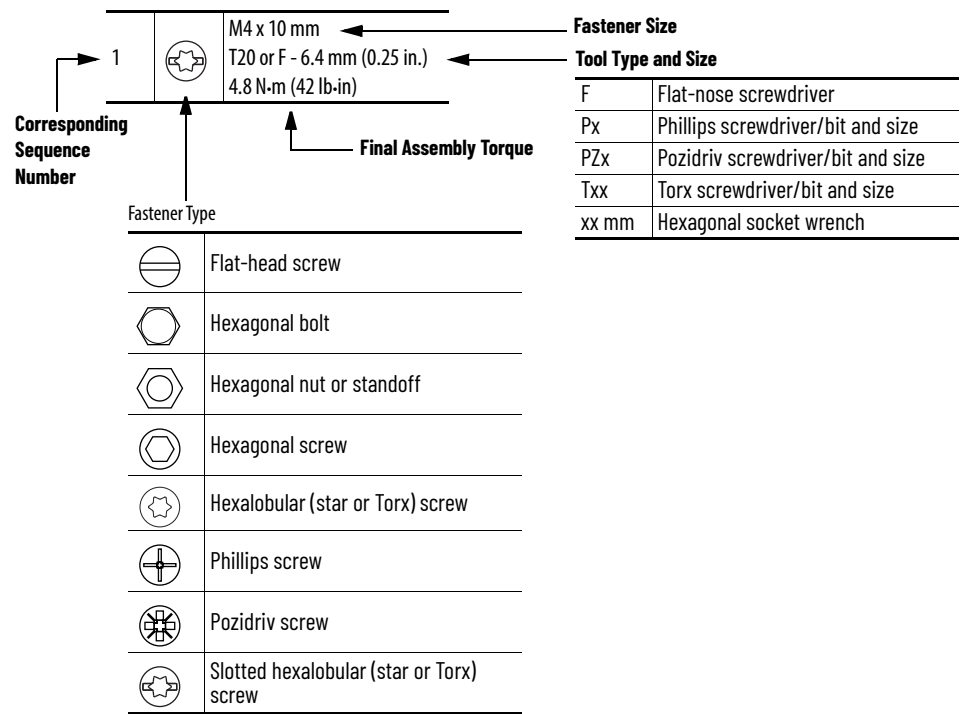 M4 x 10 mm
1
T20 or F - 6.4 mm (0.25 in.)
4.8 N•m (42 lb•in)
Fastener Size
Tool Type and Size
F Flat-nose screwdriver
Px Phillips screwdriver/bit and size
PZx Pozidriv screwdriver/bit and size
Txx Torx screwdriver/bit and size
xx mm Hexagonal socket wrench
Corresponding
Sequence
Number
Final Assembly Torque
Fastener Type
Flat-head screw
Hexagonal bolt
Hexagonal nut or standoff
Hexagonal screw
Hexalobular (star or Torx) screw
Phillips screw
Pozidriv screw
Slotted hexalobular (star or Torx)
screw